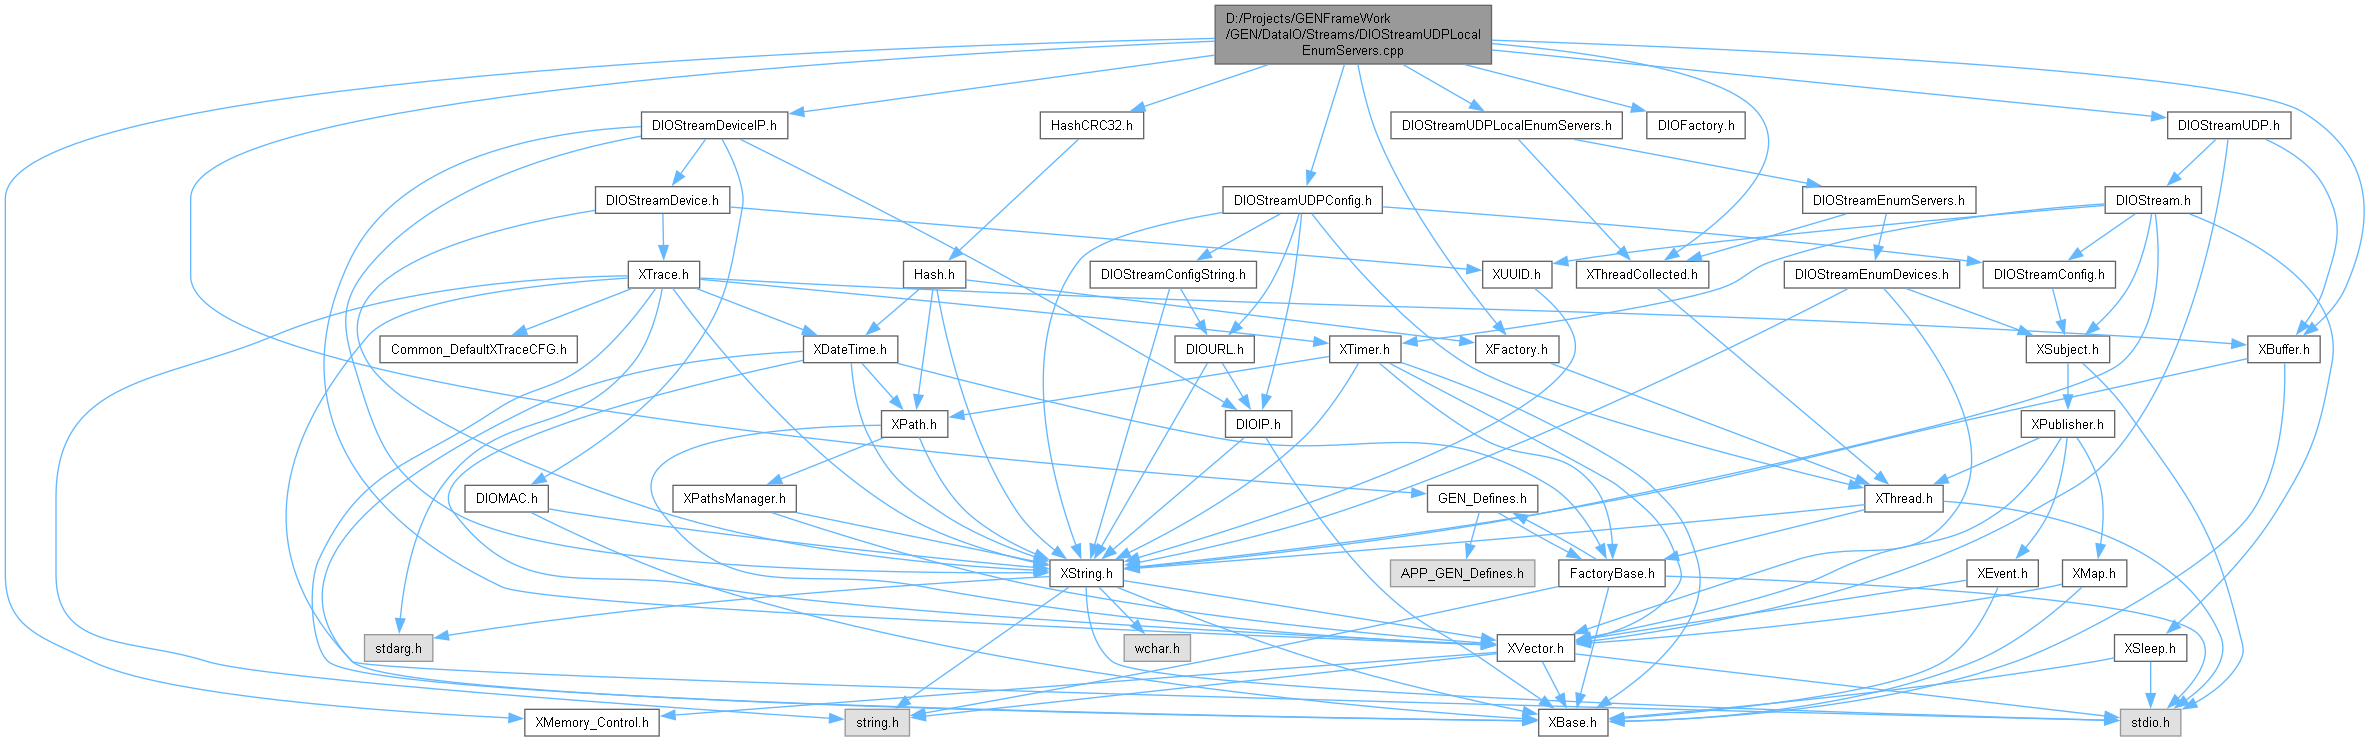 D:/Projects/GENFrameWork
/GEN/DataIO/Streams/DIOStreamUDPLocal
EnumServers.cpp
DIOStreamDeviceIP.h
HashCRC32.h
DIOStreamUDPLocalEnumServers.h
DIOFactory.h
DIOStreamUDP.h
DIOStreamDevice.h
DIOStreamUDPConfig.h
DIOStreamEnumServers.h
DIOStream.h
XTrace.h
Hash.h
DIOStreamConfigString.h
XUUID.h
XThreadCollected.h
DIOStreamEnumDevices.h
DIOStreamConfig.h
Common_DefaultXTraceCFG.h
XDateTime.h
DIOURL.h
XTimer.h
XFactory.h
XSubject.h
XBuffer.h
XPath.h
DIOIP.h
XPublisher.h
DIOMAC.h
XPathsManager.h
GEN_Defines.h
XThread.h
XString.h
APP_GEN_Defines.h
FactoryBase.h
XEvent.h
XMap.h
stdarg.h
wchar.h
XVector.h
XSleep.h
XMemory_Control.h
string.h
XBase.h
stdio.h